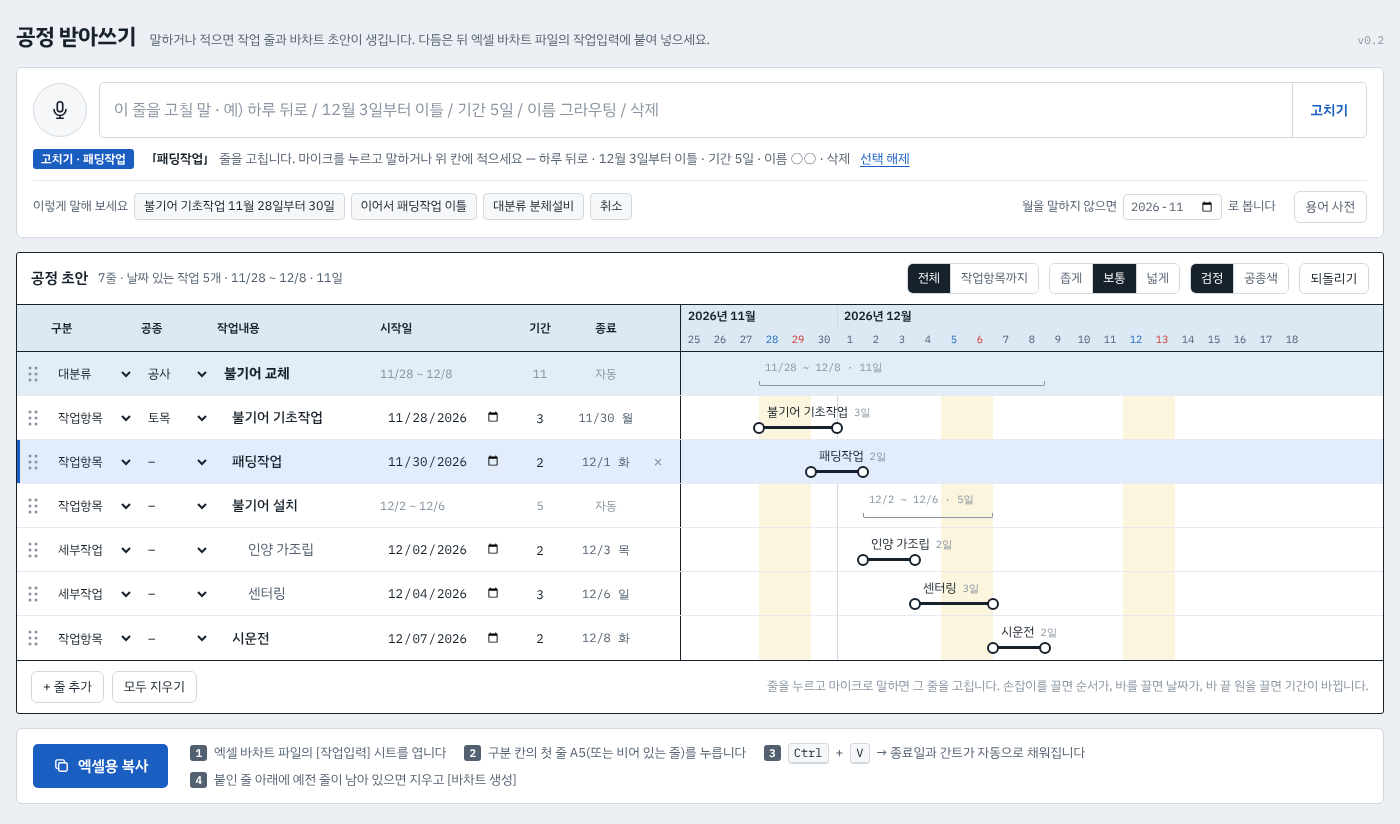 공정 받아쓰기 말하거나 적으면 작업 줄과 바차트 초안이 생깁니다. 다듬은 뒤 엑셀 바차트 파일의 작업입력에 붙여 넣으세요. v0.2
이 줄을 고칠 말 · 예) 하루 뒤로 / 12월 3일부터 이틀 / 기간 5일 / 이름 그라우팅 / 삭제 고치기
고치기 · 패딩작업 「패딩작업」 줄을 고칩니다. 마이크를 누르고 말하거나 위 칸에 적으세요 — 하루 뒤로 · 12월 3일부터 이틀 · 기간 5일 · 이름 ○○ · 삭제 선택 해제
이렇게 말해 보세요 불기어 기초작업 11월 28일부터 30일 이어서 패딩작업 이틀 대분류 분체설비 취소 월을 말하지 않으면 2026-11 로 봅니다 용어 사전
공정 초안 7줄 · 날짜 있는 작업 5개 · 11/28 ~ 12/8 · 11일 전체 작업항목까지 좁게 보통 넓게 검정 공종색 되돌리기
구분 공종 작업내용 시작일 기간 종료 2026년 11월 2026년 12월
25 26 27 28 29 30 1 2 3 4 5 6 7 8 9 10 11 12 13 14 15 16 17 18
대분류 공사 불기어 교체 11/28 ~ 12/8 11 자동 11/28 ~ 12/8 · 11일
작업항목 토목 불기어 기초작업 11/28/2026 3 11/30 월 불기어 기초작업 3일
작업항목 – 패딩작업 11/30/2026 2 12/1 화 × 패딩작업 2일
작업항목 – 불기어 설치 12/2 ~ 12/6 5 자동 12/2 ~ 12/6 · 5일
세부작업 – 인양 가조립 12/02/2026 2 12/3 목 인양 가조립 2일
세부작업 – 센터링 12/04/2026 3 12/6 일 센터링 3일
작업항목 – 시운전 12/07/2026 2 12/8 화 시운전 2일
+ 줄 추가 모두 지우기 줄을 누르고 마이크로 말하면 그 줄을 고칩니다. 손잡이를 끌면 순서가, 바를 끌면 날짜가, 바 끝 원을 끌면 기간이 바뀝니다.
엑셀용 복사 1 엑셀 바차트 파일의 [작업입력] 시트를 엽니다 2 구분 칸의 첫 줄 A5(또는 비어 있는 줄)를 누릅니다 3 Ctrl + V → 종료일과 간트가 자동으로 채워집니다
4 붙인 줄 아래에 예전 줄이 남아 있으면 지우고 [바차트 생성]